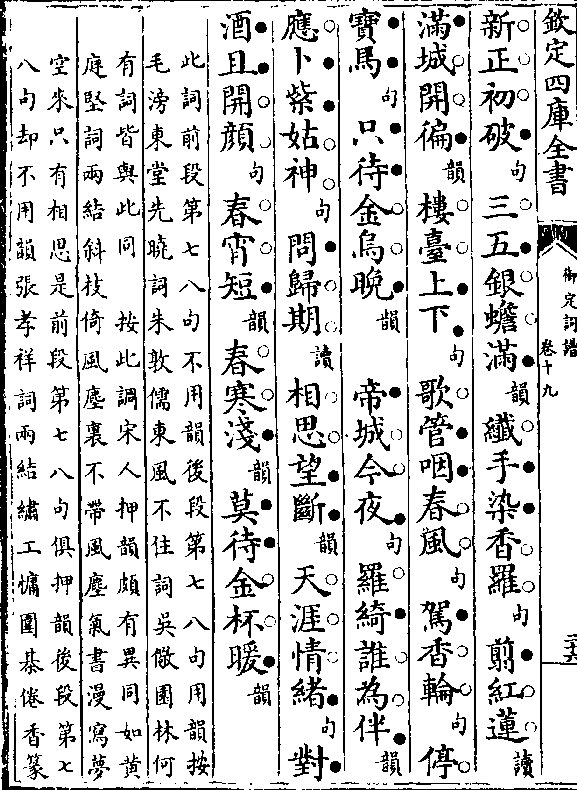 欽定四庫全書
御定詞譜
卷十九
二十六
新正初破句三五銀蟾滿韻纖手染香羅句剪紅蓮讀
滿城開徧韻樓臺上下句歌管咽春風句駕香輪句停
寶馬句只待金烏晚韻帝城今夜句羅綺誰為伴韻
應卜紫姑神句問歸期讀相思望斷韻天涯情緒句對
酒且開顔句春宵短韻春寒淺韻莫待金杯暖韻
此詞前段第七八句不用韻後段第七八句用韻按
毛滂東堂先曉詞朱敦儒東風不住詞吳儆園林何
有詞皆與此同按此調宋人押韻頗有異同如黄
庭堅詞兩結斜枝倚風塵裏不帶風塵氣書漫寫夢
空來只有相思是前段第七八句俱押韻後段第七
八句却不用韻張孝祥詞兩結繡工慵圍棊倦香篆